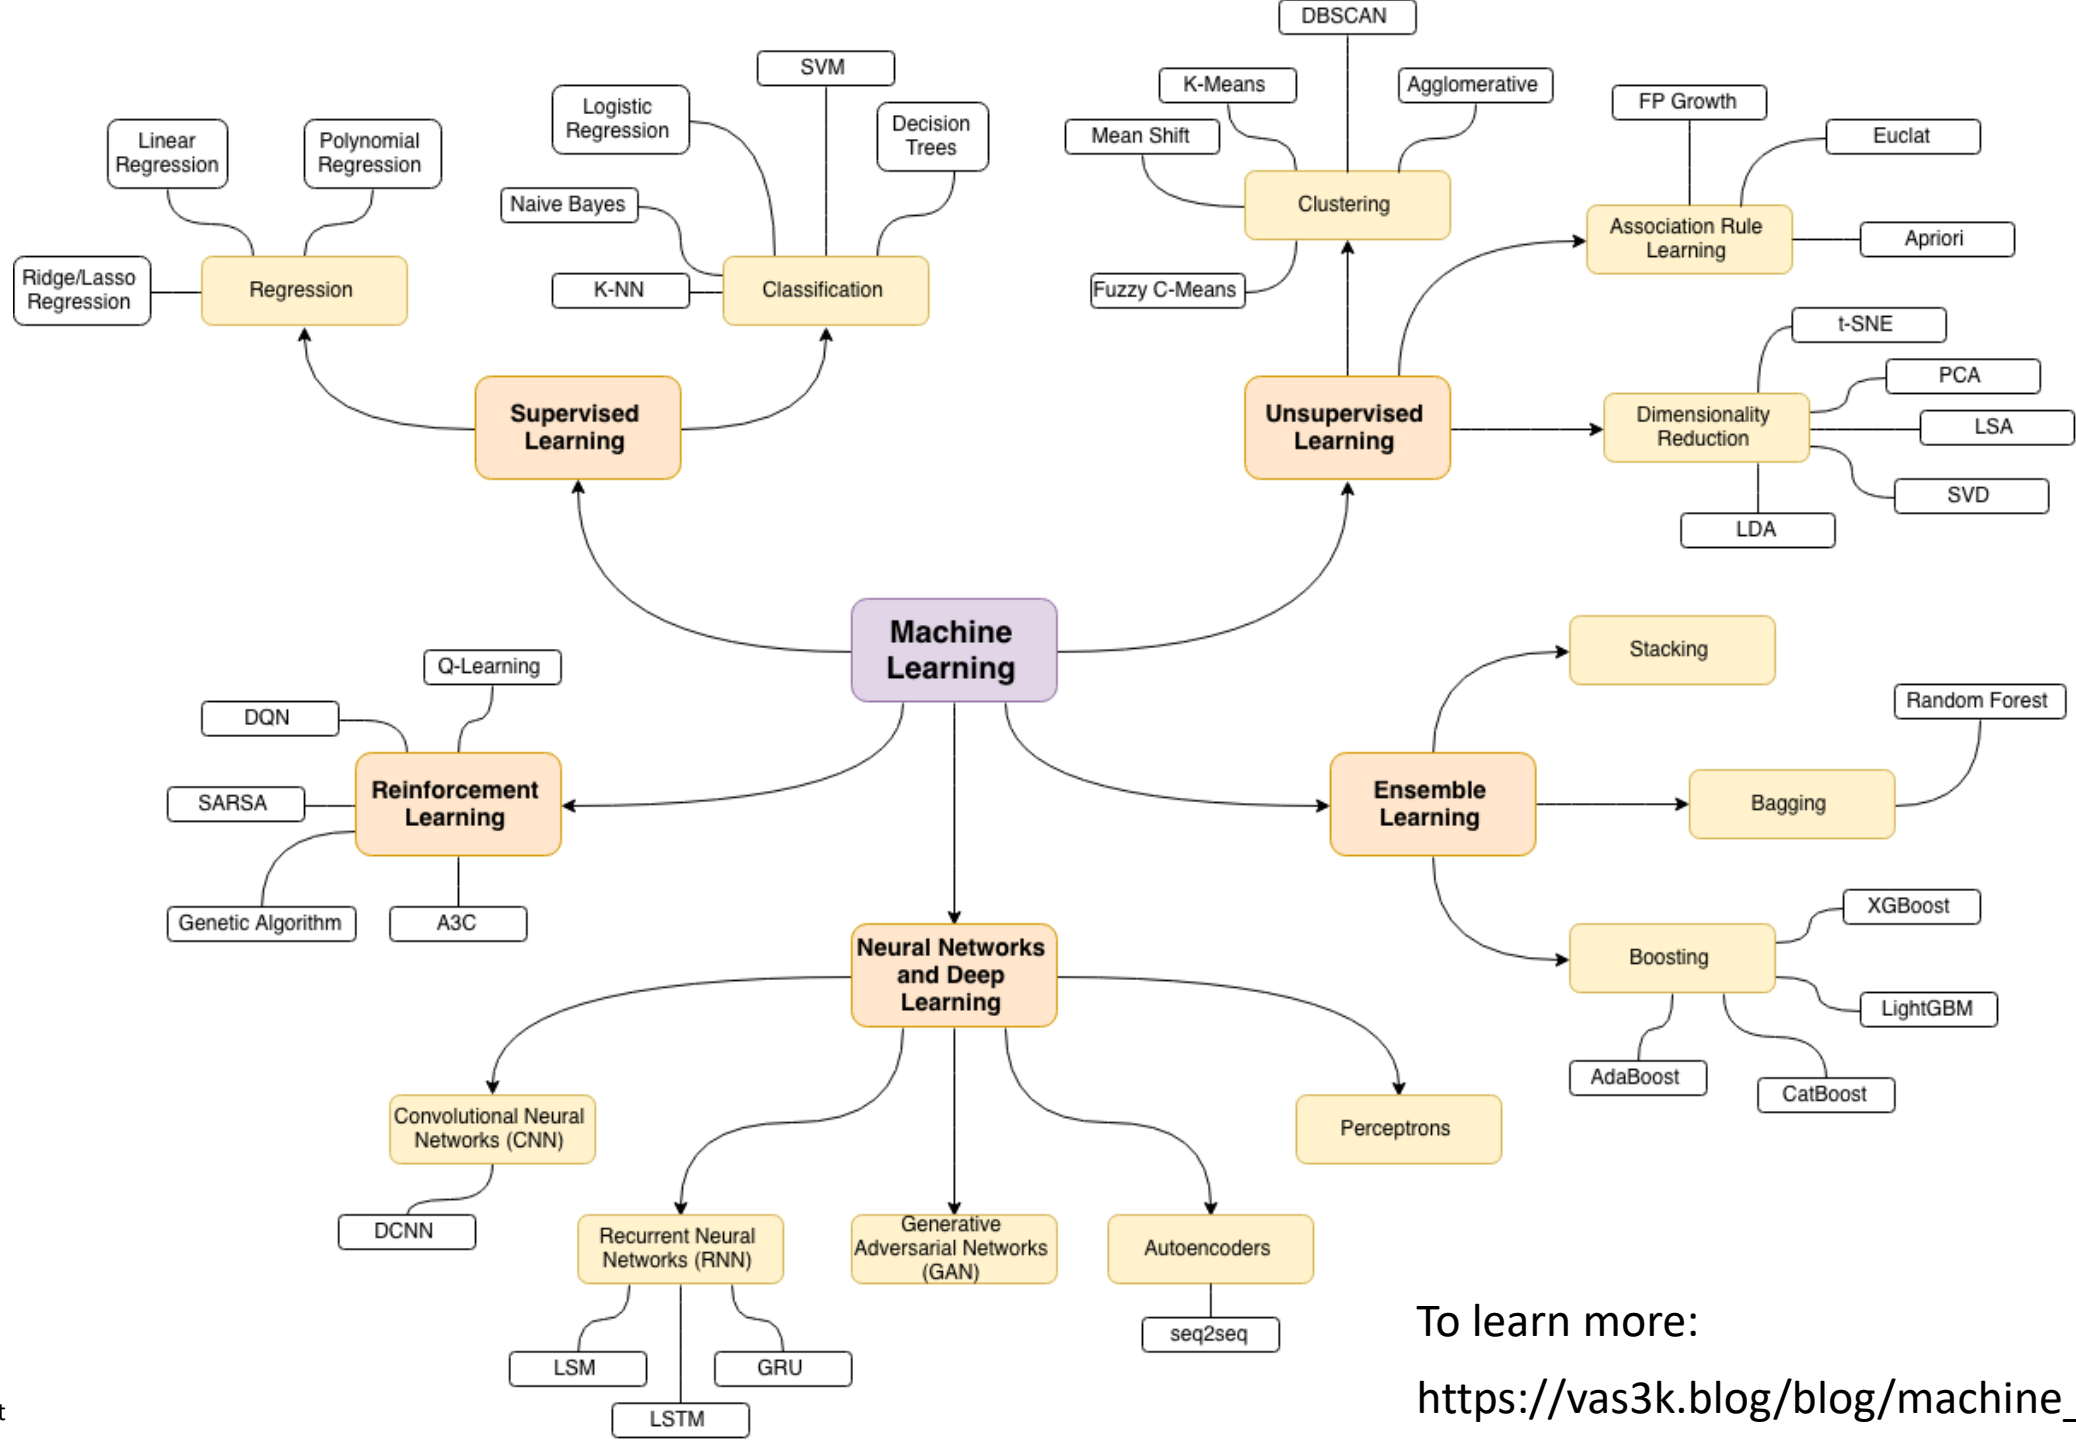 DBSCAN
SVM
K-Means
Agglomerative
FP Growth
Logistic
Regression
Decision
Trees
Mean Shift
Euclat
Linear
Regression
Polynomial
Regression
Naive Bayes
Clustering
Association Rule
Learning
Apriori
Ridge/Lasso
Regression
Regression
K-NN
Classification
Fuzzy C-Means
t-SNE
PCA
Supervised
Learning
Unsupervised
Learning
Dimensionality
Reduction
LSA
SVD
LDA
Machine
Learning
Stacking
Q-Learning
Random Forest
DQN
Reinforcement
Learning
SARSA
Ensemble
Learning
Bagging
Genetic Algorithm
A3C
XGBoost
Neural Networks
and Deep
Learning
Boosting
LightGBM
AdaBoost
CatBoost
Convolutional Neural
Networks (CNN)
Perceptrons
DCNN
Recurrent Neural
Networks (RNN)
Generative
Adversarial Networks
(GAN)
Autoencoders
seq2seq
LSM
GRU
LSTM
To learn more:
https://vas3k.blog/blog/machine_
t